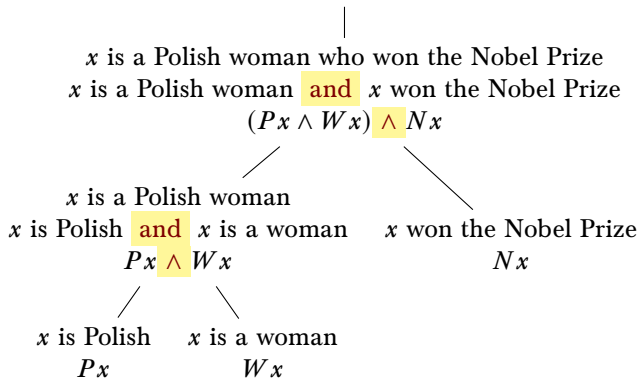 x is a Polish woman who won the Nobel Prize
x is a Polish woman and x won the Nobel Prize
(Px ∧ Wx) ∧ Nx
x is a Polish woman
x is Polish and x is a woman
Px ∧ Wx
x won the Nobel Prize
Nx
x is Polish
Px
x is a woman
Wx